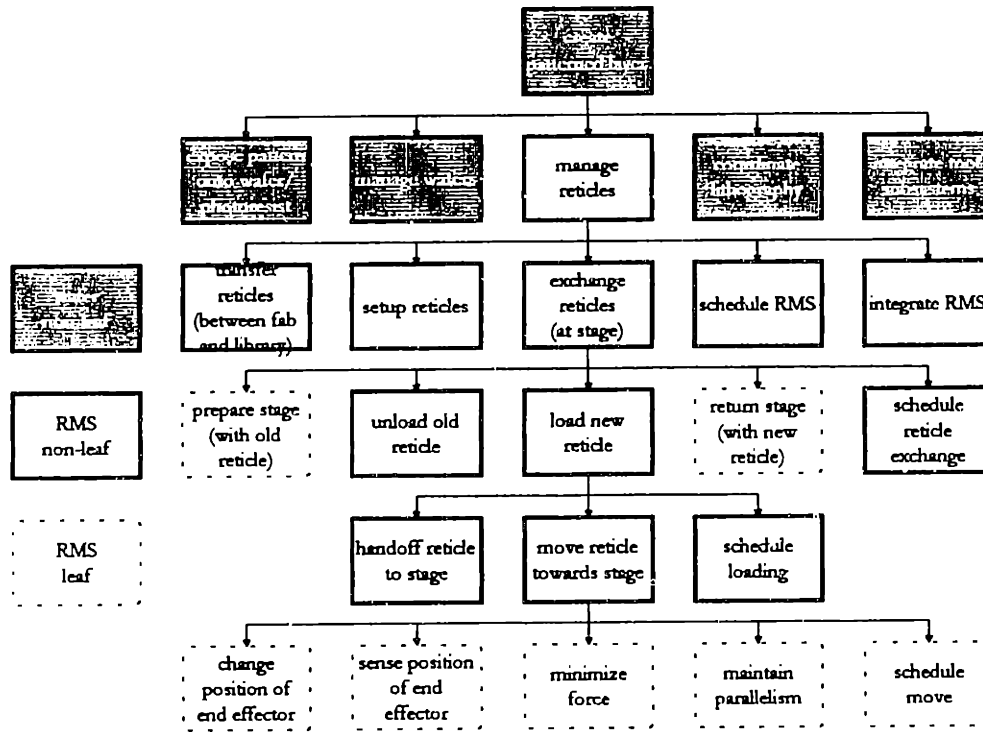 patterned layer
manage
reticles
transfer
reticles
(between fab
and library)
setup reticles
exchange
reticles
(at stage)
schedule RMS
integrate RMS
RMS
non-leaf
prepare stage
(with old
reticle)
unload old
reticle
load new
reticle
return stage
(with new
reticle)
schedule
reticle
exchange
RMS
leaf
handoff reticle
to stage
move reticle
towards stage
schedule
loading
change
position of
end effector
sense position
of end
effector
minimize
force
maintain
parallelism
schedule
move